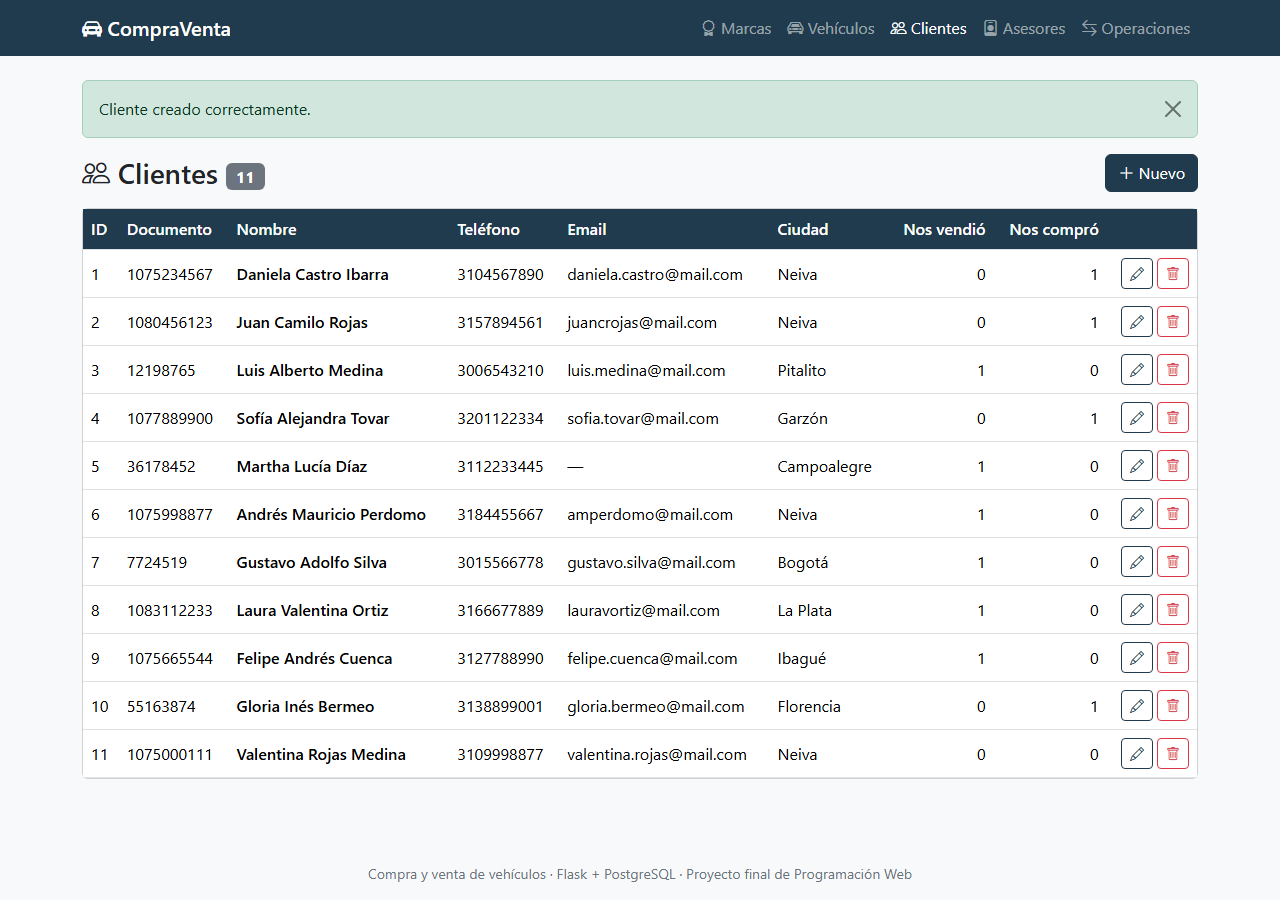 CompraVenta Marcas Vehículos Clientes Asesores Operaciones
Cliente creado correctamente.
Clientes 11 Nuevo
ID Documento Nombre Teléfono Email Ciudad Nos vendió Nos compró
1 1075234567 Daniela Castro Ibarra 3104567890 daniela.castro@mail.com Neiva 0 1
2 1080456123 Juan Camilo Rojas 3157894561 juancrojas@mail.com Neiva 0 1
3 12198765 Luis Alberto Medina 3006543210 luis.medina@mail.com Pitalito 1 0
4 1077889900 Sofía Alejandra Tovar 3201122334 sofia.tovar@mail.com Garzón 0 1
5 36178452 Martha Lucía Díaz 3112233445 — Campoalegre 1 0
6 1075998877 Andrés Mauricio Perdomo 3184455667 amperdomo@mail.com Neiva 1 0
7 7724519 Gustavo Adolfo Silva 3015566778 gustavo.silva@mail.com Bogotá 1 0
8 1083112233 Laura Valentina Ortiz 3166677889 lauravortiz@mail.com La Plata 1 0
9 1075665544 Felipe Andrés Cuenca 3127788990 felipe.cuenca@mail.com Ibagué 1 0
10 55163874 Gloria Inés Bermeo 3138899001 gloria.bermeo@mail.com Florencia 0 1
11 1075000111 Valentina Rojas Medina 3109998877 valentina.rojas@mail.com Neiva 0 0
Compra y venta de vehículos · Flask + PostgreSQL · Proyecto final de Programación Web